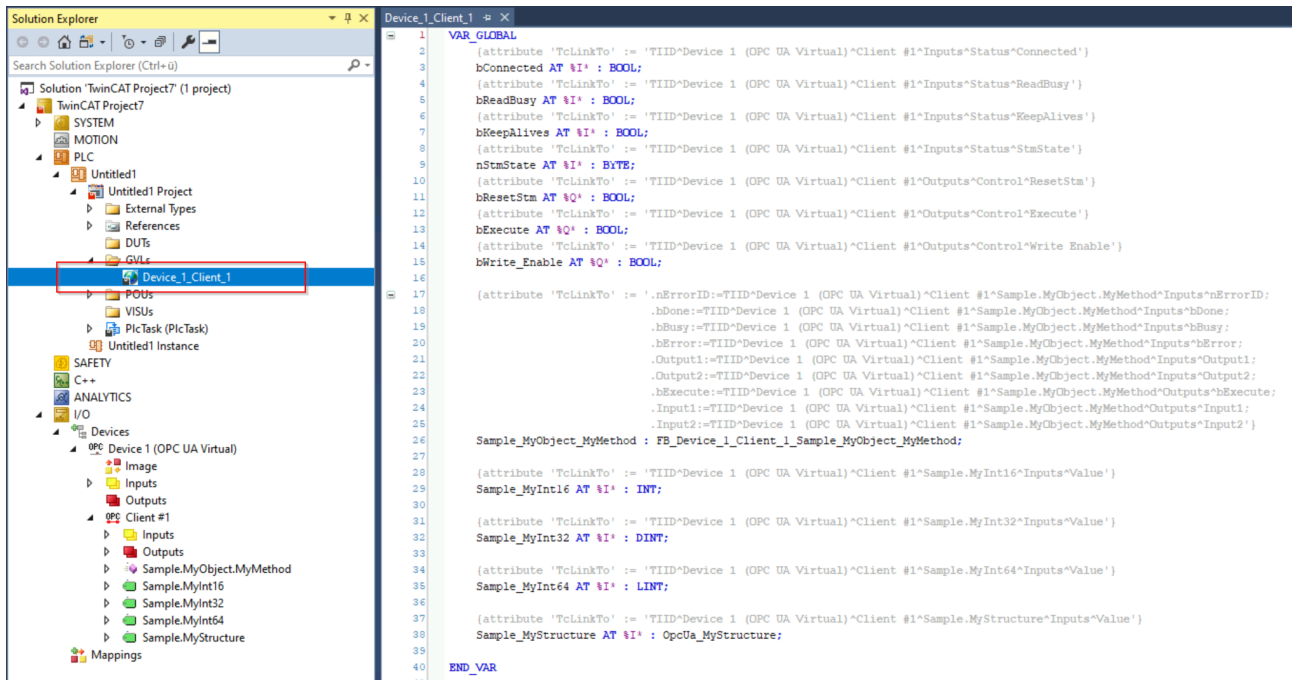 Solution Explorer
Search Solution Explorer (Ctrl+ü)
Solution 'TwinCAT Project7' (1 project)
TwinCAT Project7
SYSTEM
MOTION
PLC
Untitled1
Untitled1 Project
External Types
References
DUTs
GVLs
Device_1_Client_1
POUs
VISUs
PlcTask (PlcTask)
Untitled1 Instance
SAFETY
C++
ANALYTICS
I/O
Devices
OPC Device 1 (OPC UA Virtual)
Image
Inputs
Outputs
OPC Client #1
Inputs
Outputs
Sample.MyObject.MyMethod
Sample.MyInt16
Sample.MyInt32
Sample.MyInt64
Sample.MyStructure
Mappings
Device_1_Client_1
1 VAR_GLOBAL
2 {attribute 'TcLinkTo' := 'TIID^Device 1 (OPC UA Virtual)^Client #1^Inputs^Status^Connected'}
3 bConnected AT %I* : BOOL;
4 {attribute 'TcLinkTo' := 'TIID^Device 1 (OPC UA Virtual)^Client #1^Inputs^Status^ReadBusy'}
5 bReadBusy AT %I* : BOOL;
6 {attribute 'TcLinkTo' := 'TIID^Device 1 (OPC UA Virtual)^Client #1^Inputs^Status^KeepAlives'}
7 bKeepAlives AT %I* : BOOL;
8 {attribute 'TcLinkTo' := 'TIID^Device 1 (OPC UA Virtual)^Client #1^Inputs^Status^StmState'}
9 nStmState AT %I* : BYTE;
10 {attribute 'TcLinkTo' := 'TIID^Device 1 (OPC UA Virtual)^Client #1^Outputs^Control^ResetStm'}
11 bResetStm AT %Q* : BOOL;
12 {attribute 'TcLinkTo' := 'TIID^Device 1 (OPC UA Virtual)^Client #1^Outputs^Control^Execute'}
13 bExecute AT %Q* : BOOL;
14 {attribute 'TcLinkTo' := 'TIID^Device 1 (OPC UA Virtual)^Client #1^Outputs^Control^Write Enable'}
15 bWrite_Enable AT %Q* : BOOL;
16
17 {attribute 'TcLinkTo' := '.nErrorID:=TIID^Device 1 (OPC UA Virtual)^Client #1^Sample.MyObject.MyMethod^Inputs^nErrorID;
18 .bDone:=TIID^Device 1 (OPC UA Virtual)^Client #1^Sample.MyObject.MyMethod^Inputs^bDone;
19 .bBusy:=TIID^Device 1 (OPC UA Virtual)^Client #1^Sample.MyObject.MyMethod^Inputs^bBusy;
20 .bError:=TIID^Device 1 (OPC UA Virtual)^Client #1^Sample.MyObject.MyMethod^Inputs^bError;
21 .Output1:=TIID^Device 1 (OPC UA Virtual)^Client #1^Sample.MyObject.MyMethod^Inputs^Output1;
22 .Output2:=TIID^Device 1 (OPC UA Virtual)^Client #1^Sample.MyObject.MyMethod^Inputs^Output2;
23 .bExecute:=TIID^Device 1 (OPC UA Virtual)^Client #1^Sample.MyObject.MyMethod^Outputs^bExecute;
24 .Input1:=TIID^Device 1 (OPC UA Virtual)^Client #1^Sample.MyObject.MyMethod^Outputs^Input1;
25 .Input2:=TIID^Device 1 (OPC UA Virtual)^Client #1^Sample.MyObject.MyMethod^Outputs^Input2'}
26 Sample_MyObject_MyMethod : FB_Device_1_Client_1_Sample_MyObject_MyMethod;
27
28 {attribute 'TcLinkTo' := 'TIID^Device 1 (OPC UA Virtual)^Client #1^Sample.MyInt16^Inputs^Value'}
29 Sample_MyInt16 AT %I* : INT;
30
31 {attribute 'TcLinkTo' := 'TIID^Device 1 (OPC UA Virtual)^Client #1^Sample.MyInt32^Inputs^Value'}
32 Sample_MyInt32 AT %I* : DINT;
33
34 {attribute 'TcLinkTo' := 'TIID^Device 1 (OPC UA Virtual)^Client #1^Sample.MyInt64^Inputs^Value'}
35 Sample_MyInt64 AT %I* : LINT;
36
37 {attribute 'TcLinkTo' := 'TIID^Device 1 (OPC UA Virtual)^Client #1^Sample.MyStructure^Inputs^Value'}
38 Sample_MyStructure AT %I* : OpcUa_MyStructure;
39
40 END_VAR